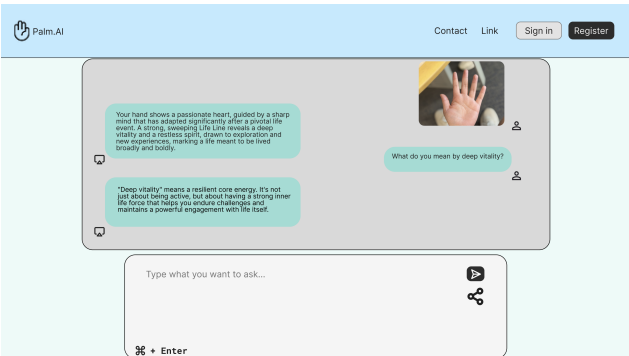 Palm.AI
Contact
Link
Sign in
Register
Your hand shows a passionate heart, guided by a sharp
mind that has adapted significantly after a pivotal life
event. A strong, sweeping Life Line reveals a deep
vitality and a restless spirit, drawn to exploration and
new experiences, marking a life meant to be lived
broadly and boldly.
What do you mean by deep vitality?
"Deep vitality" means a resilient core energy. It's not
just about being active, but about having a strong inner
life force that helps you endure challenges and
maintains a powerful engagement with life itself.
Type what you want to ask...
⌘ + Enter